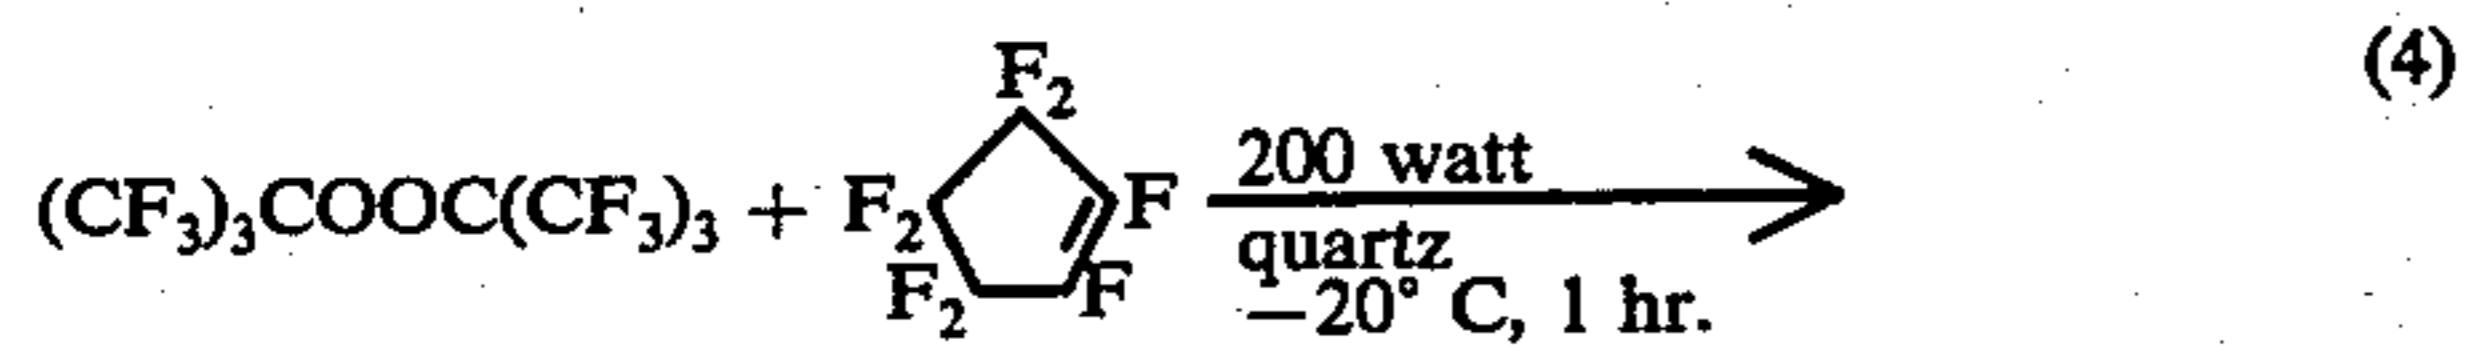 (4)
F₂
200 watt
(CF₃)₃COOC(CF₃)₃ + F₂ F
quartz
F₂ F
−20° C, 1 hr.